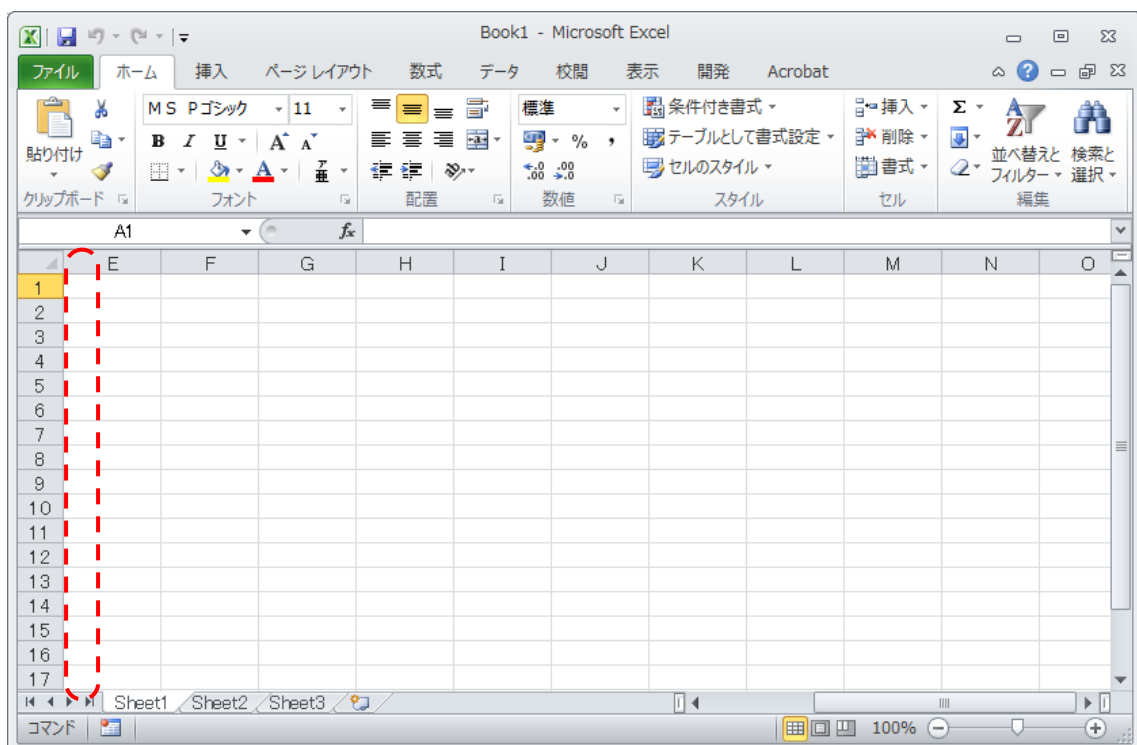 Book1 - Microsoft Excel
ファイル ホーム 挿入 ページ レイアウト 数式 データ 校閲 表示 開発 Acrobat
ＭＳ Ｐゴシック 11 標準 条件付き書式 挿入 Σ
B I U A A % , テーブルとして書式設定 削除
貼り付け A 亜 .0 .00 .00 .0 セルのスタイル 書式 並べ替えと フィルター 検索と 選択
クリップボード フォント 配置 数値 スタイル セル 編集
A1 fx
E F G H I J K L M N O
1
2
3
4
5
6
7
8
9
10
11
12
13
14
15
16
17
Sheet1 Sheet2 Sheet3
コマンド 100%